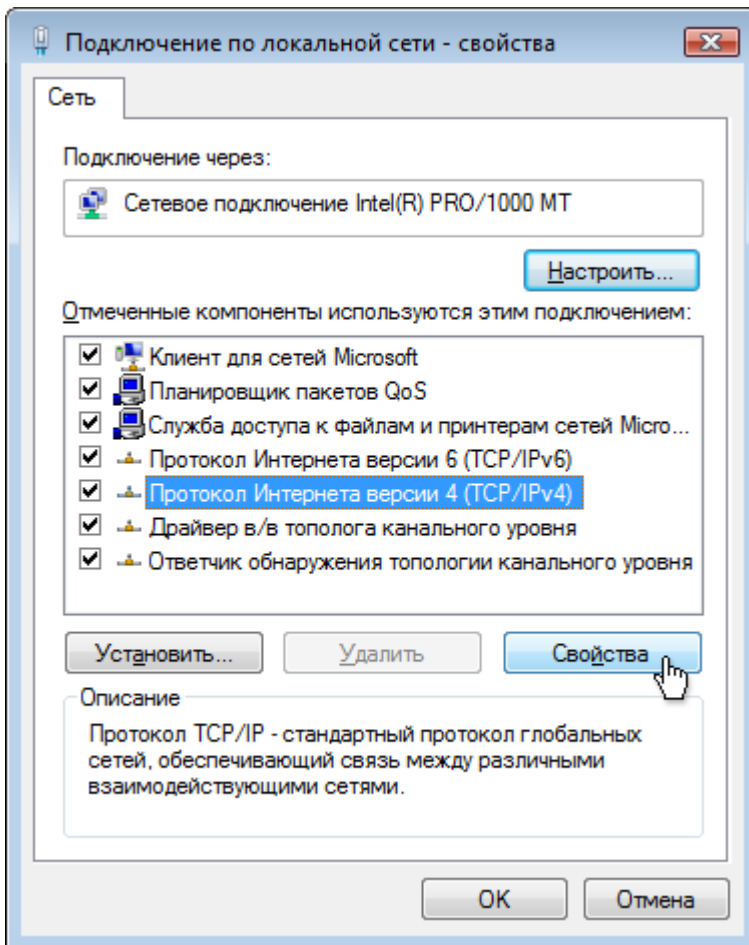 Подключение по локальной сети - свойства
Сеть
Подключение через:
Сетевое подключение Intel(R) PRO/1000 MT
Настроить...
Отмеченные компоненты используются этим подключением:
Клиент для сетей Microsoft
Планировщик пакетов QoS
Служба доступа к файлам и принтерам сетей Micro...
Протокол Интернета версии 6 (TCP/IPv6)
Протокол Интернета версии 4 (TCP/IPv4)
Драйвер в/в тополога канального уровня
Ответчик обнаружения топологии канального уровня
Установить...
Удалить
Свойства
Описание
Протокол TCP/IP - стандартный протокол глобальных
сетей, обеспечивающий связь между различными
взаимодействующими сетями.
OK
Отмена